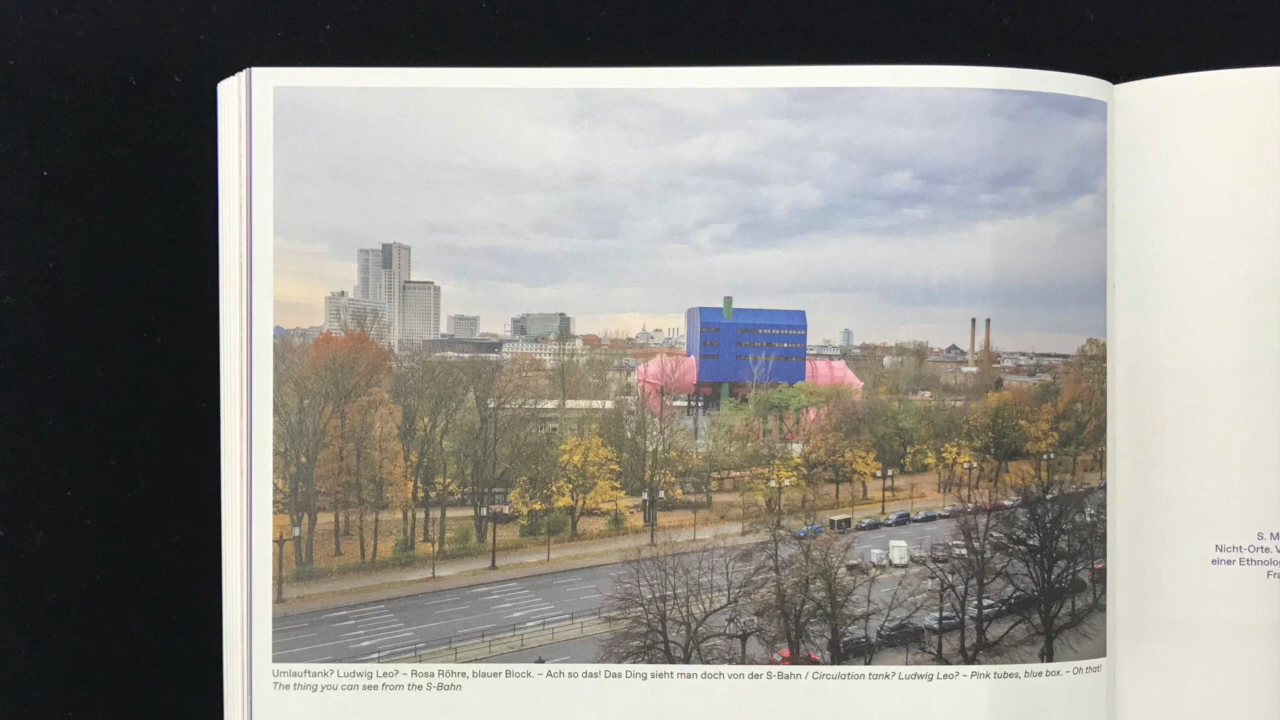 Umlauftank? Ludwig Leo? – Rosa Röhre, blauer Block. – Ach so das! Das Ding sieht man doch von der S-Bahn / Circulation tank? Ludwig Leo? – Pink tubes, blue box. – Oh that!
The thing you can see from the S-Bahn
S. M
Nicht-Orte. V
einer Ethnolog
Fra